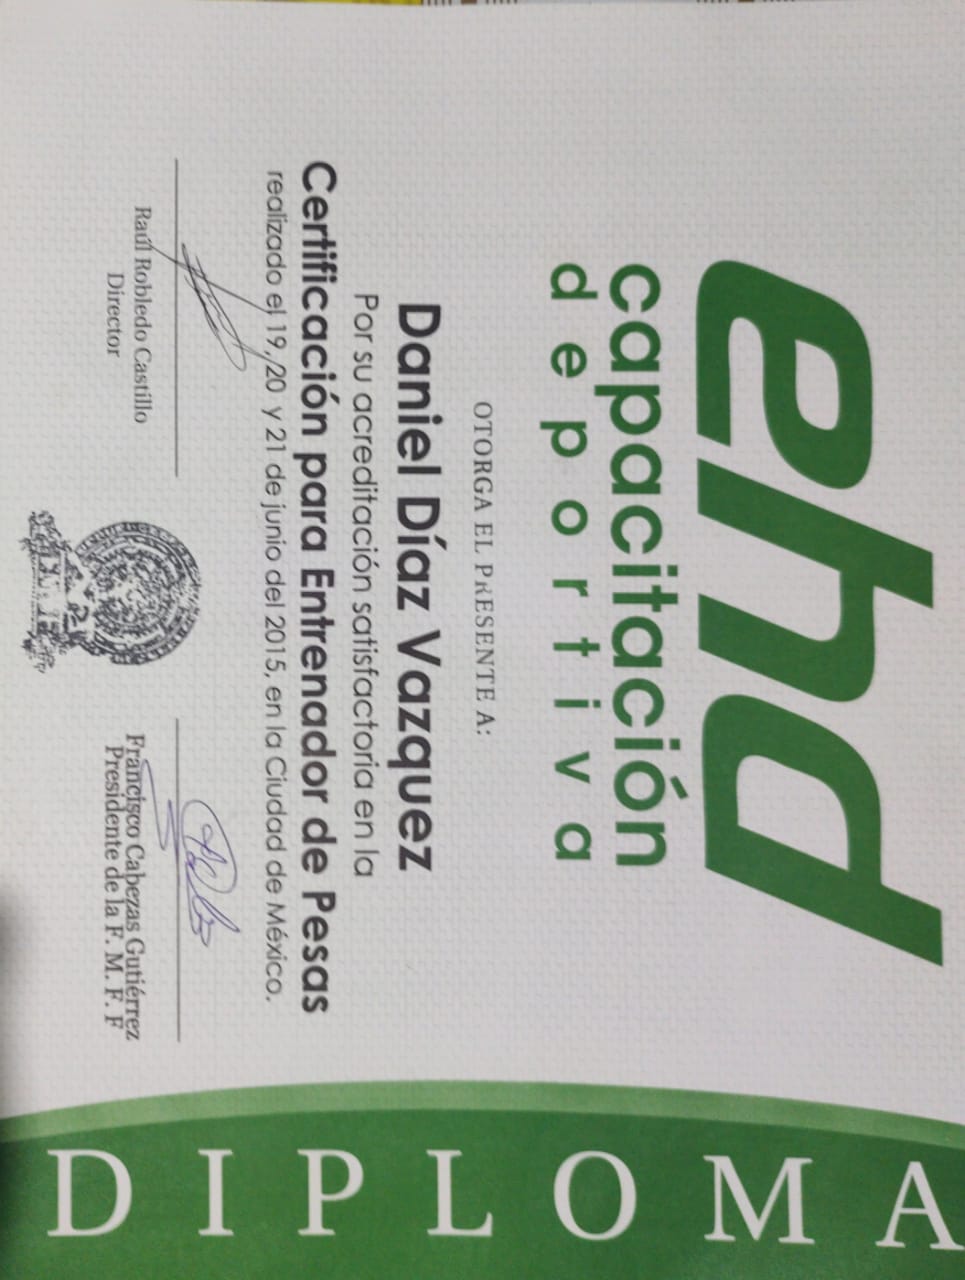 ehd
capacitación
deportiva
OTORGA EL PRESENTE A:
Daniel Díaz Vazquez
Por su acreditación satisfactoria en la
Certificación para Entrenador de Pesas
realizado el 19, 20 y 21 de junio del 2015, en la Ciudad de México.
Raúl Robledo Castillo
Director
Francisco Cabezas Gutiérrez
Presidente de la F. M. F. F
DIPLOMA